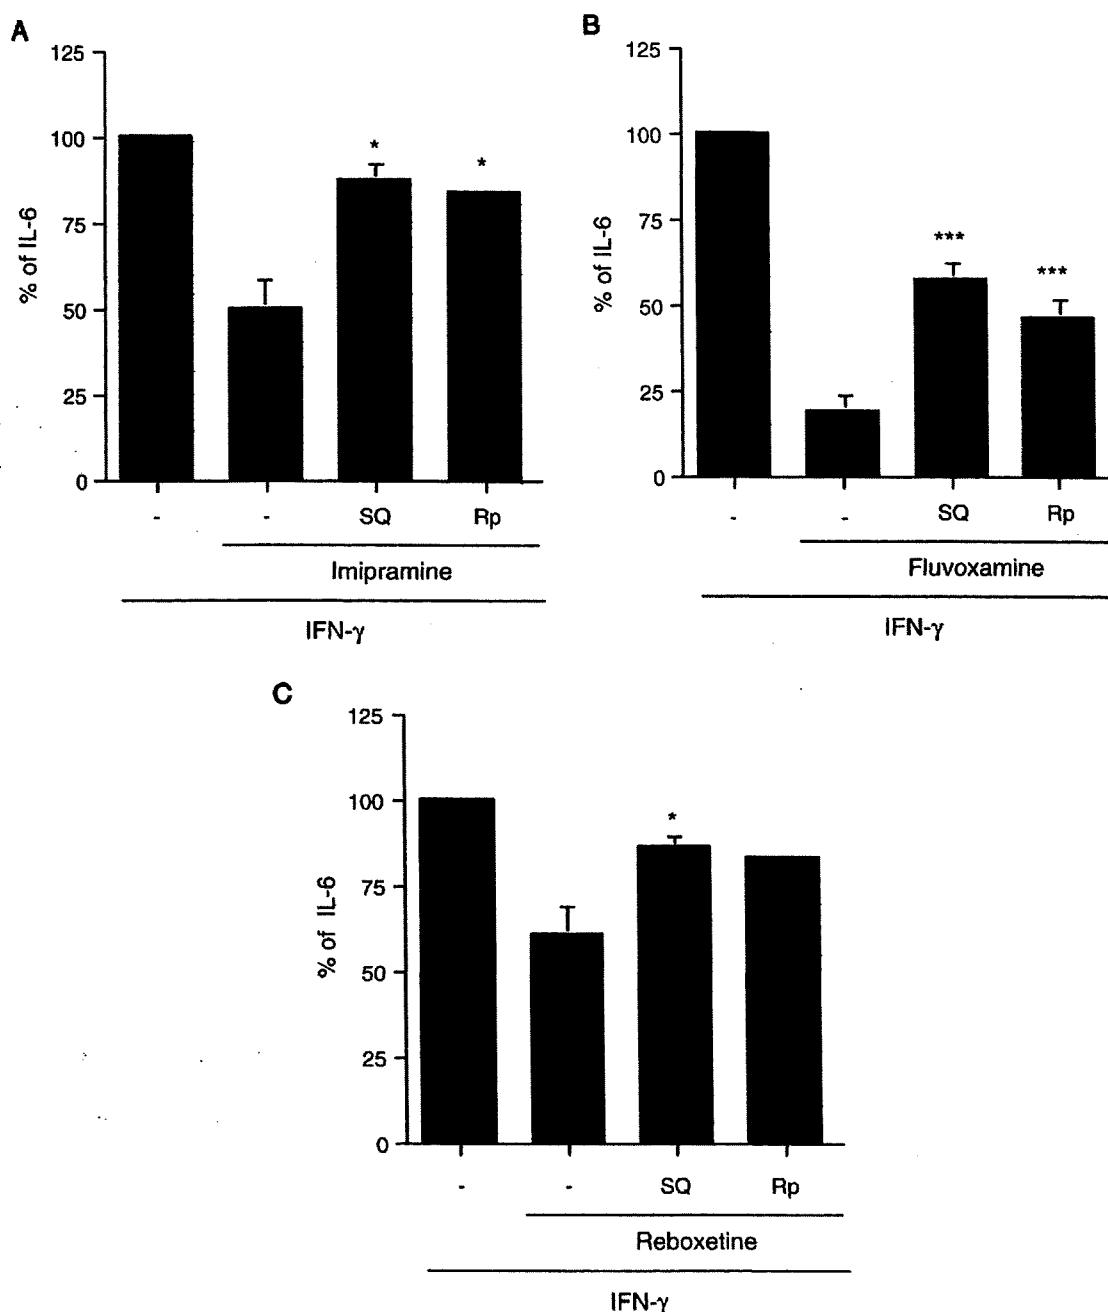 A
125
100
75
50
25
0
% of IL-6
*
*
-
-
SQ
Rp
Imipramine
IFN-γ
B
125
100
75
50
25
0
% of IL-6
***
***
-
-
SQ
Rp
Fluvoxamine
IFN-γ
C
125
100
75
50
25
0
% of IL-6
*
-
-
SQ
Rp
Reboxetine
IFN-γ